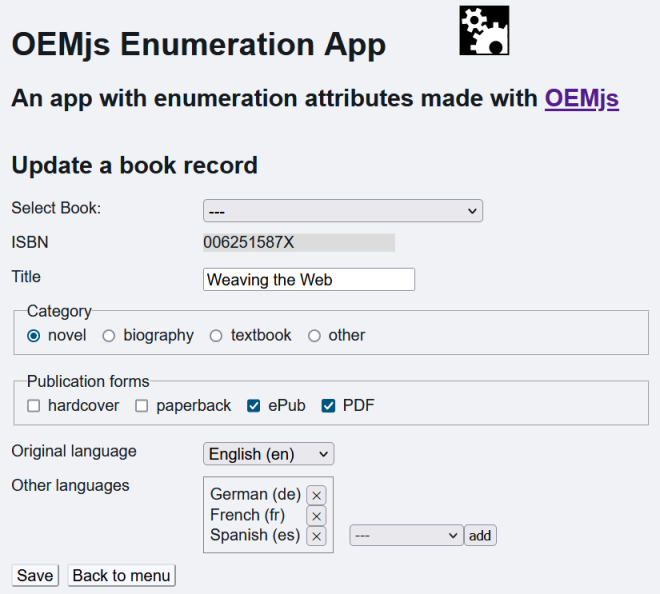 OEMjs Enumeration App
An app with enumeration attributes made with OEMjs
Update a book record
Select Book: ---
ISBN 006251587X
Title Weaving the Web
Category
novel biography textbook other
Publication forms
hardcover paperback ePub PDF
Original language English (en)
Other languages
German (de) ×
French (fr) ×
Spanish (es) × --- add
Save Back to menu